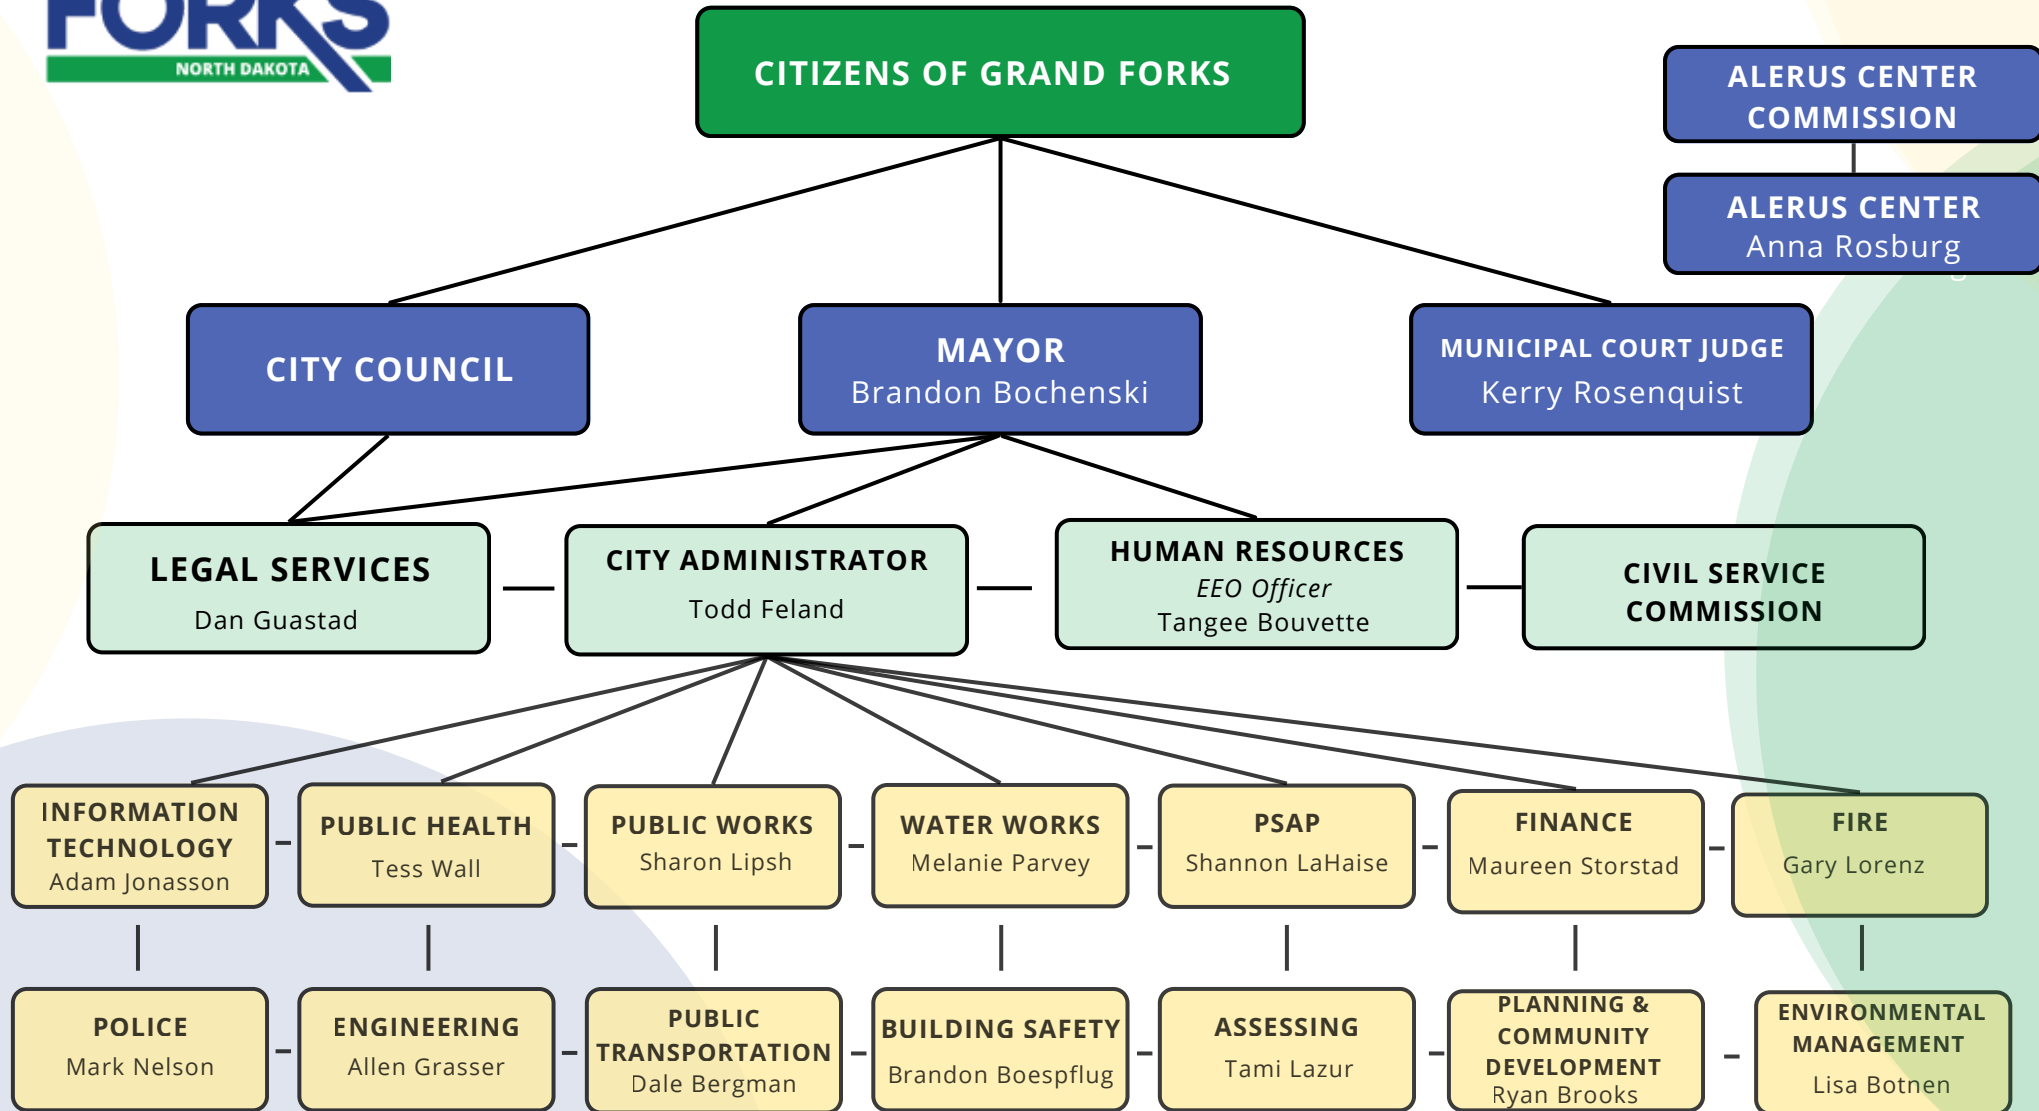 FORKS
NORTH DAKOTA
CITIZENS OF GRAND FORKS
ALERUS CENTER
COMMISSION
ALERUS CENTER
Anna Rosburg
CITY COUNCIL
MAYOR
Brandon Bochenski
MUNICIPAL COURT JUDGE
Kerry Rosenquist
LEGAL SERVICES
Dan Guastad
CITY ADMINISTRATOR
Todd Feland
HUMAN RESOURCES
EEO Officer
Tangee Bouvette
CIVIL SERVICE
COMMISSION
INFORMATION
TECHNOLOGY
Adam Jonasson
PUBLIC HEALTH
Tess Wall
PUBLIC WORKS
Sharon Lipsh
WATER WORKS
Melanie Parvey
PSAP
Shannon LaHaise
FINANCE
Maureen Storstad
FIRE
Gary Lorenz
POLICE
Mark Nelson
ENGINEERING
Allen Grasser
PUBLIC
TRANSPORTATION
Dale Bergman
BUILDING SAFETY
Brandon Boespflug
ASSESSING
Tami Lazur
PLANNING &
COMMUNITY
DEVELOPMENT
Ryan Brooks
ENVIRONMENTAL
MANAGEMENT
Lisa Botnen